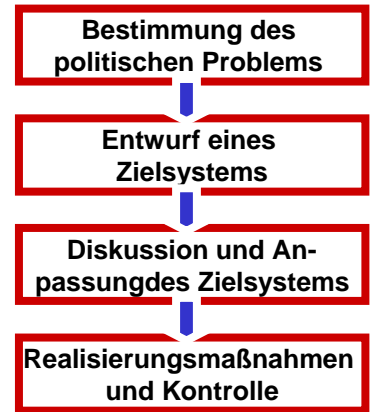 Bestimmung des
politischen Problems
Entwurf eines
Zielsystems
Diskussion und An-
passungdes Zielsystems
Realisierungsmaßnahmen
und Kontrolle